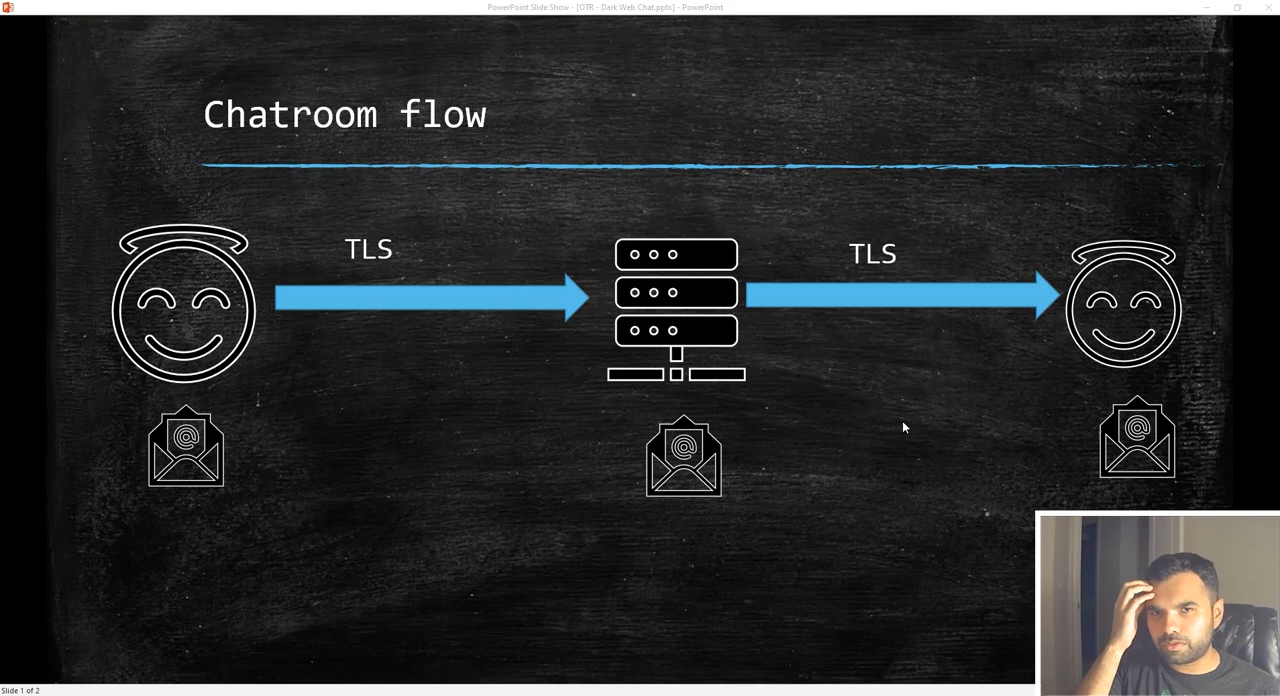 PowerPoint Slide Show - [OTR - Dark Web Chat.pptx] - PowerPoint
Chatroom flow
TLS
TLS
@
@
@
Slide 1 of 2